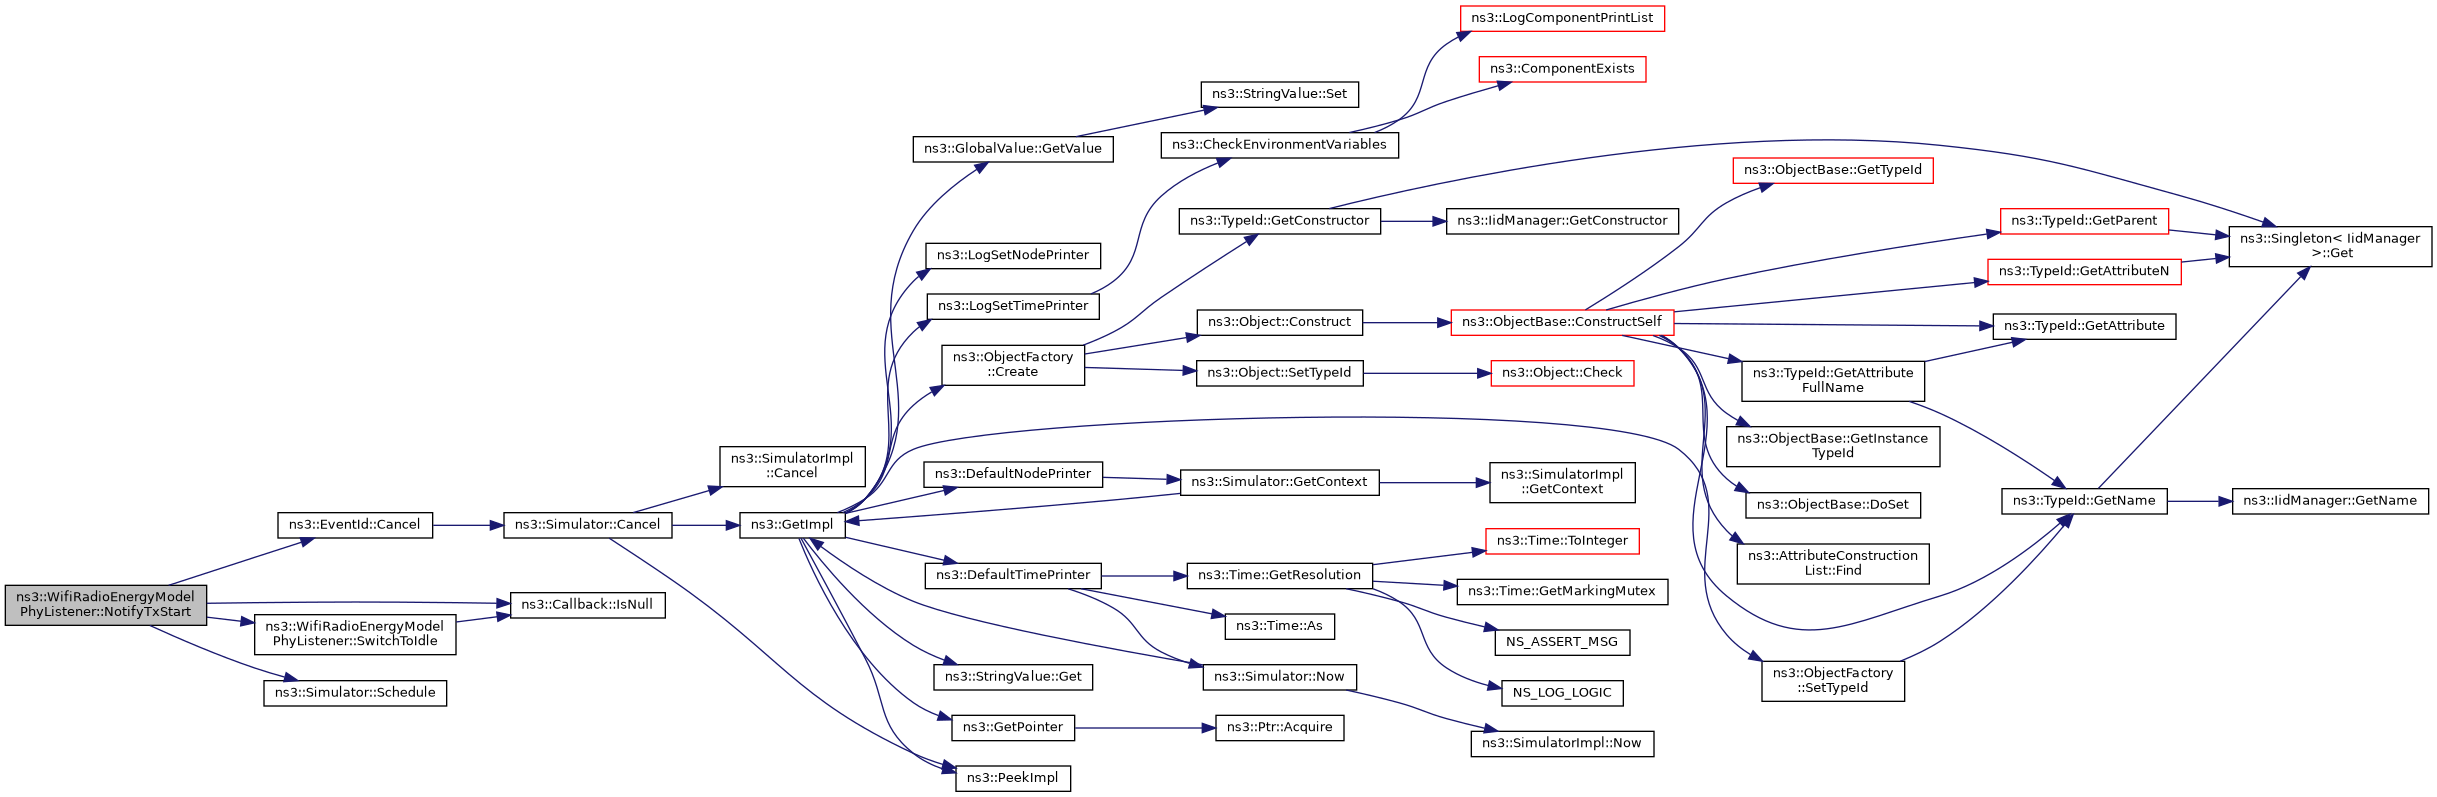 ns3::WifiRadioEnergyModel
PhyListener::NotifyTxStart
ns3::EventId::Cancel
ns3::WifiRadioEnergyModel
PhyListener::SwitchToIdle
ns3::Simulator::Schedule
ns3::Simulator::Cancel
ns3::Callback::IsNull
ns3::SimulatorImpl
::Cancel
ns3::GetImpl
ns3::GlobalValue::GetValue
ns3::LogSetNodePrinter
ns3::LogSetTimePrinter
ns3::ObjectFactory
::Create
ns3::DefaultNodePrinter
ns3::DefaultTimePrinter
ns3::StringValue::Get
ns3::GetPointer
ns3::PeekImpl
ns3::StringValue::Set
ns3::CheckEnvironmentVariables
ns3::TypeId::GetConstructor
ns3::Object::Construct
ns3::Object::SetTypeId
ns3::Simulator::GetContext
ns3::Time::GetResolution
ns3::Time::As
ns3::Simulator::Now
ns3::Ptr::Acquire
ns3::LogComponentPrintList
ns3::ComponentExists
ns3::IidManager::GetConstructor
ns3::ObjectBase::ConstructSelf
ns3::Object::Check
ns3::SimulatorImpl
::GetContext
ns3::Time::ToInteger
ns3::Time::GetMarkingMutex
NS_ASSERT_MSG
NS_LOG_LOGIC
ns3::SimulatorImpl::Now
ns3::ObjectBase::GetTypeId
ns3::TypeId::GetAttribute
FullName
ns3::ObjectBase::GetInstance
TypeId
ns3::ObjectBase::DoSet
ns3::AttributeConstruction
List::Find
ns3::ObjectFactory
::SetTypeId
ns3::TypeId::GetParent
ns3::TypeId::GetAttributeN
ns3::TypeId::GetAttribute
ns3::TypeId::GetName
ns3::Singleton< IidManager
>::Get
ns3::IidManager::GetName